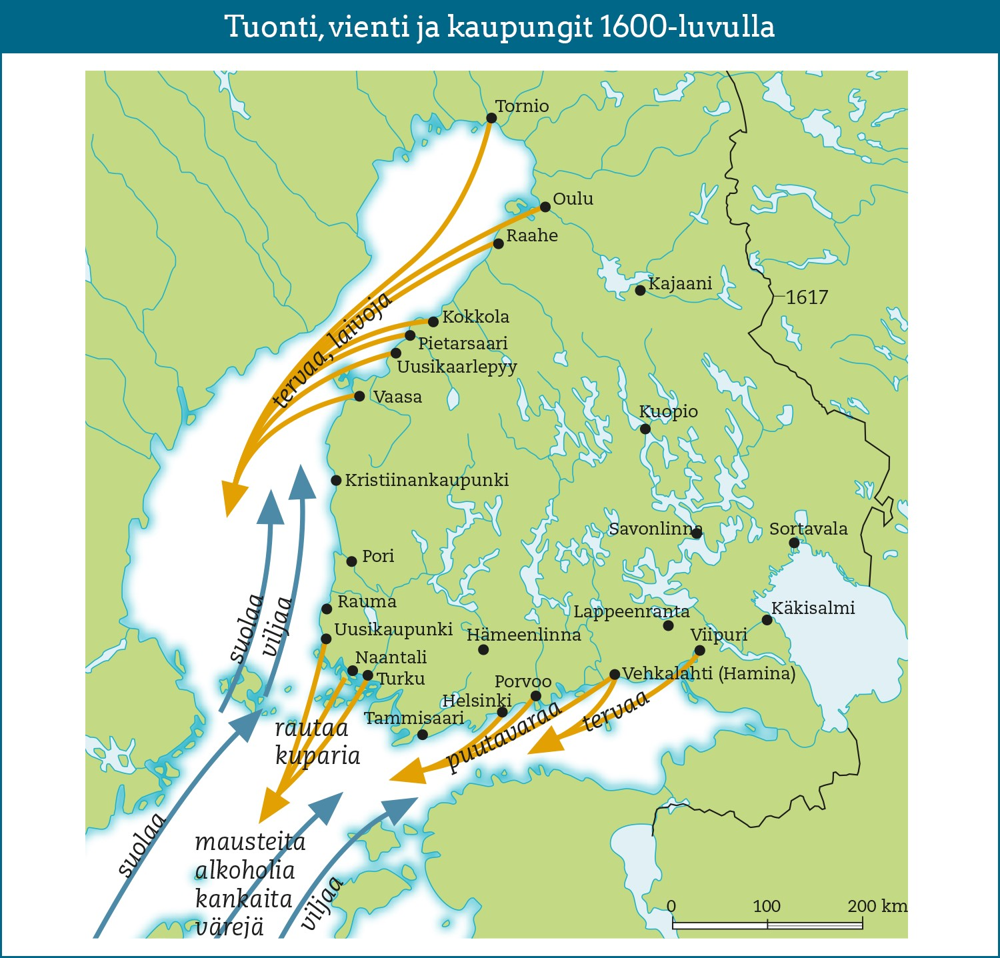 Tuonti, vienti ja kaupungit 1600-luvulla
Tornio
Oulu
Raahe
Kajaani
1617
tervaa, laivoja
Kokkola
Pietarsaari
Uusikaarlepyy
Vaasa
Kuopio
Kristiinankaupunki
Savonlinna
Sortavala
Pori
suolaa
viljaa
Rauma
Lappeenranta
Käkisalmi
Uusikaupunki
Hämeenlinna
Viipuri
Naantali
Turku
Porvoo
Vehkalahti (Hamina)
Helsinki
Tammisaari
puutavaraa
tervaa
rautaa
kuparia
suolaa
mausteita
alkoholia
kankaita
värejä
viljaa
0 100 200 km